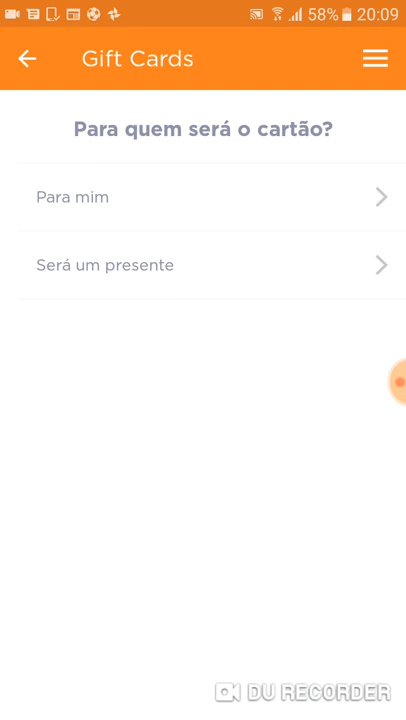 58% 20:09
Gift Cards
Para quem será o cartão?
Para mim
Será um presente
DU RECORDER